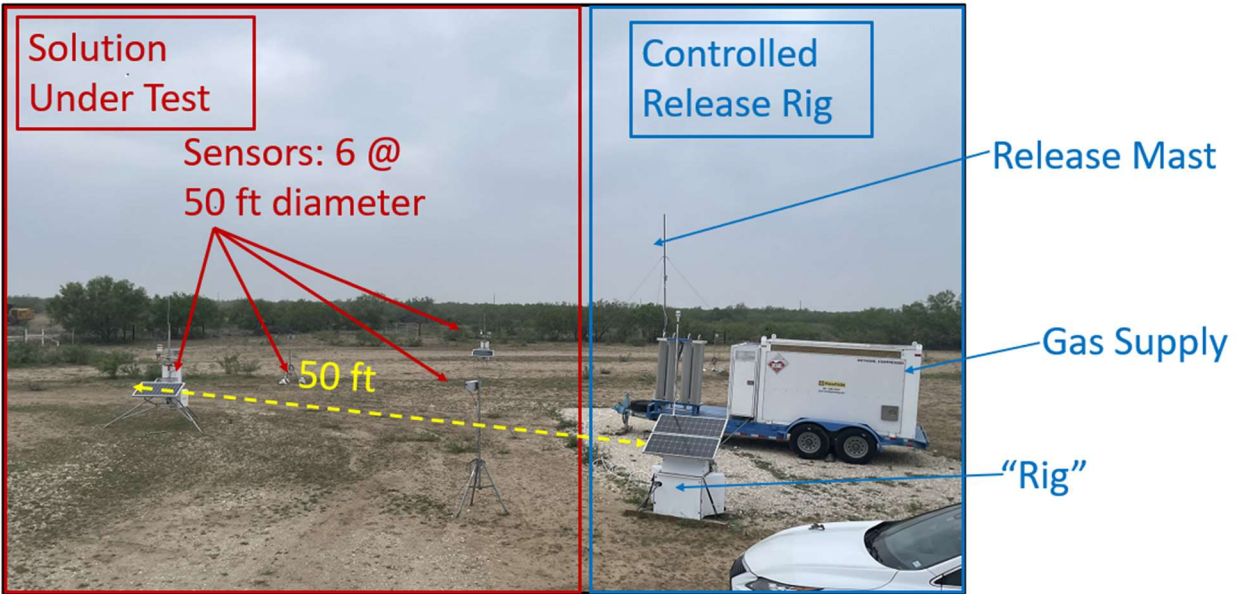 Solution
Under Test
Sensors: 6 @
50 ft diameter
50 ft
Controlled
Release Rig
Release Mast
Gas Supply
“Rig”